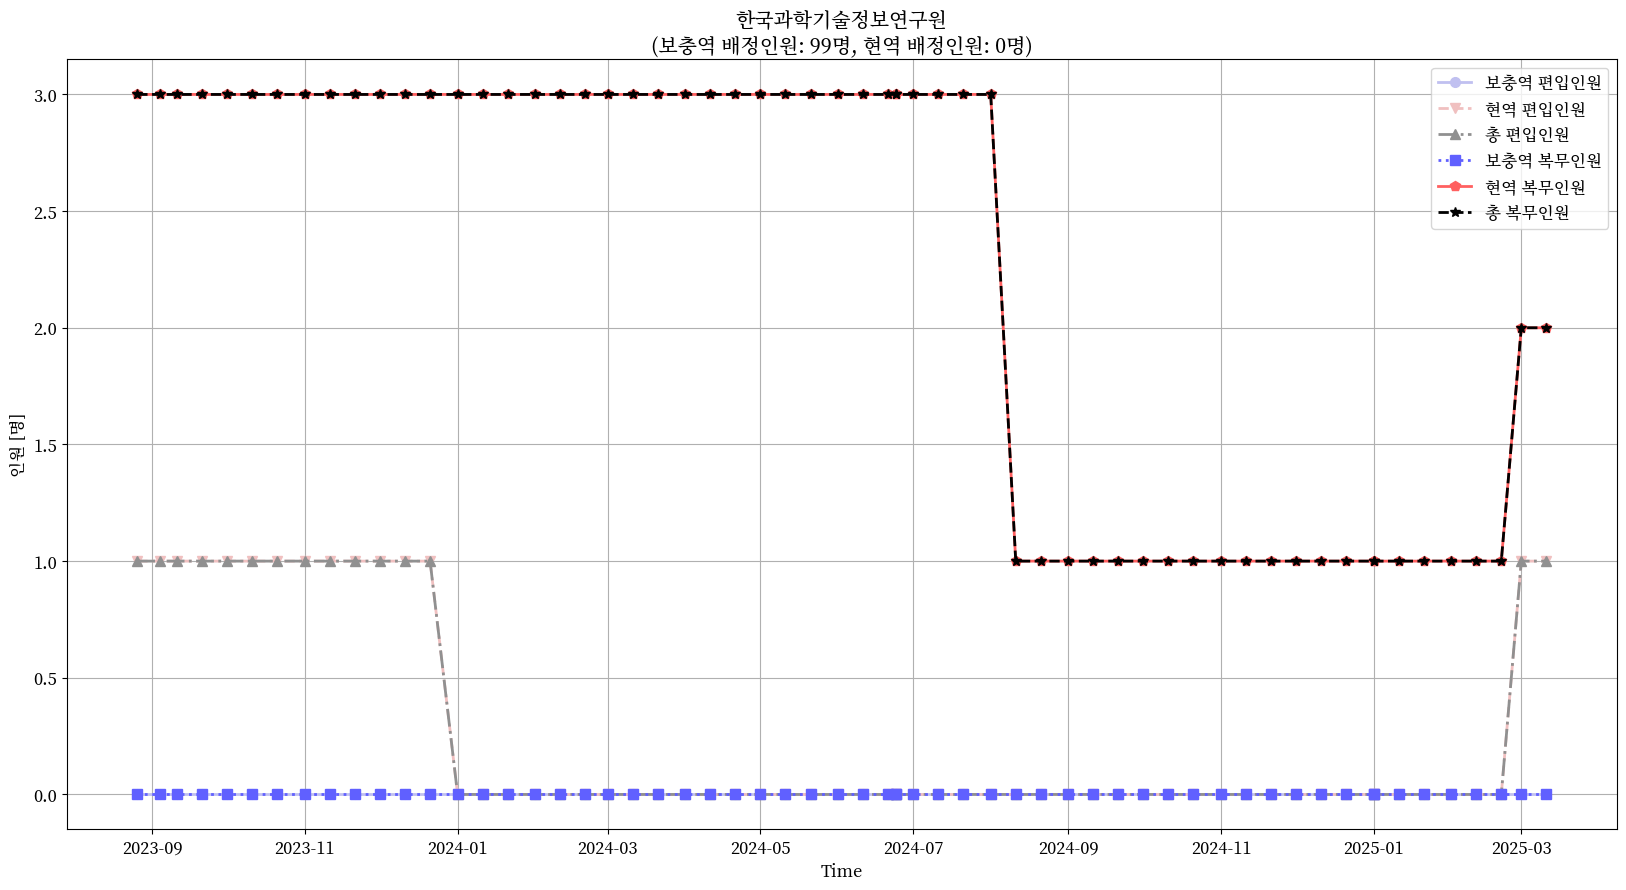 한국과학기술정보연구원
(보충역 배정인원: 99명, 현역 배정인원: 0명)
보충역 편입인원
현역 편입인원
총 편입인원
보충역 복무인원
현역 복무인원
총 복무인원
인원 [명]
3.0
2.5
2.0
1.5
1.0
0.5
0.0
2023-09
2023-11
2024-01
2024-03
2024-05
2024-07
2024-09
2024-11
2025-01
2025-03
Time